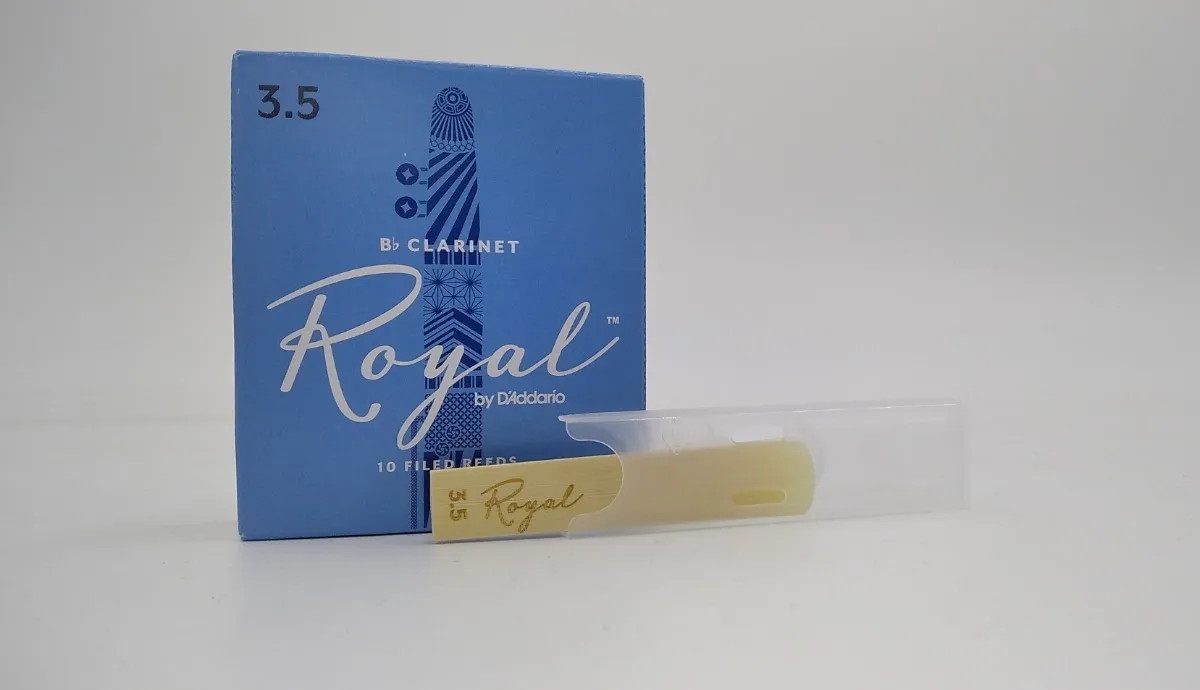 3.5
B♭ CLARINET
Royal™
by D'Addario
10 FILED REEDS
3.5
Royal